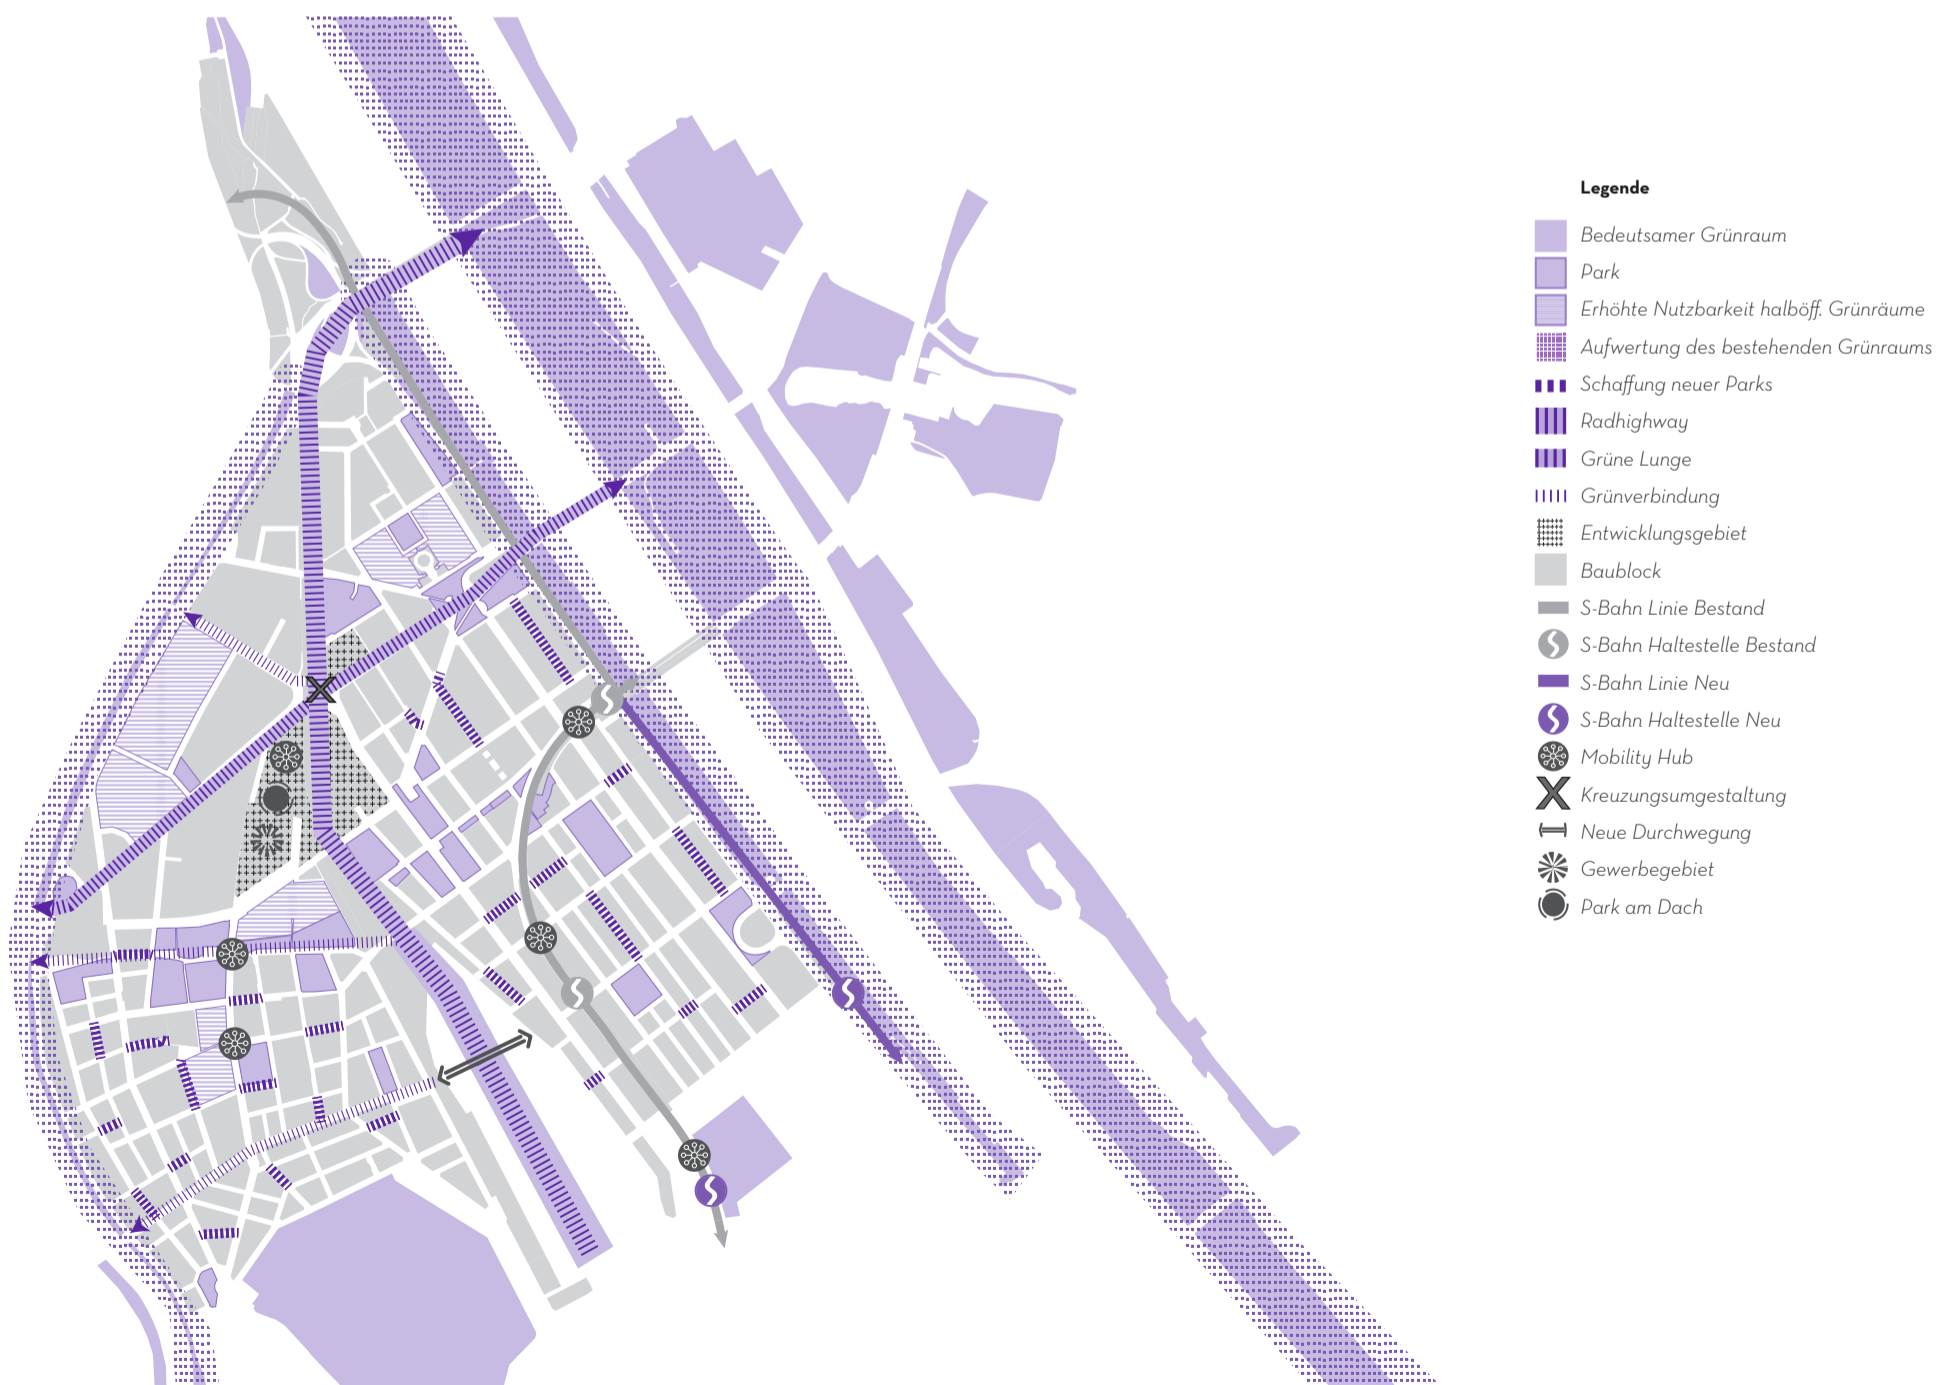 Legende
Bedeutsamer Grünraum
Park
Erhöhte Nutzbarkeit halböff. Grünräume
Aufwertung des bestehenden Grünraums
Schaffung neuer Parks
Radhighway
Grüne Lunge
Grünverbindung
Entwicklungsgebiet
Baublock
S-Bahn Linie Bestand
S-Bahn Haltestelle Bestand
S-Bahn Linie Neu
S-Bahn Haltestelle Neu
Mobility Hub
Kreuzungsumgestaltung
Neue Durchwegung
Gewerbegebiet
Park am Dach